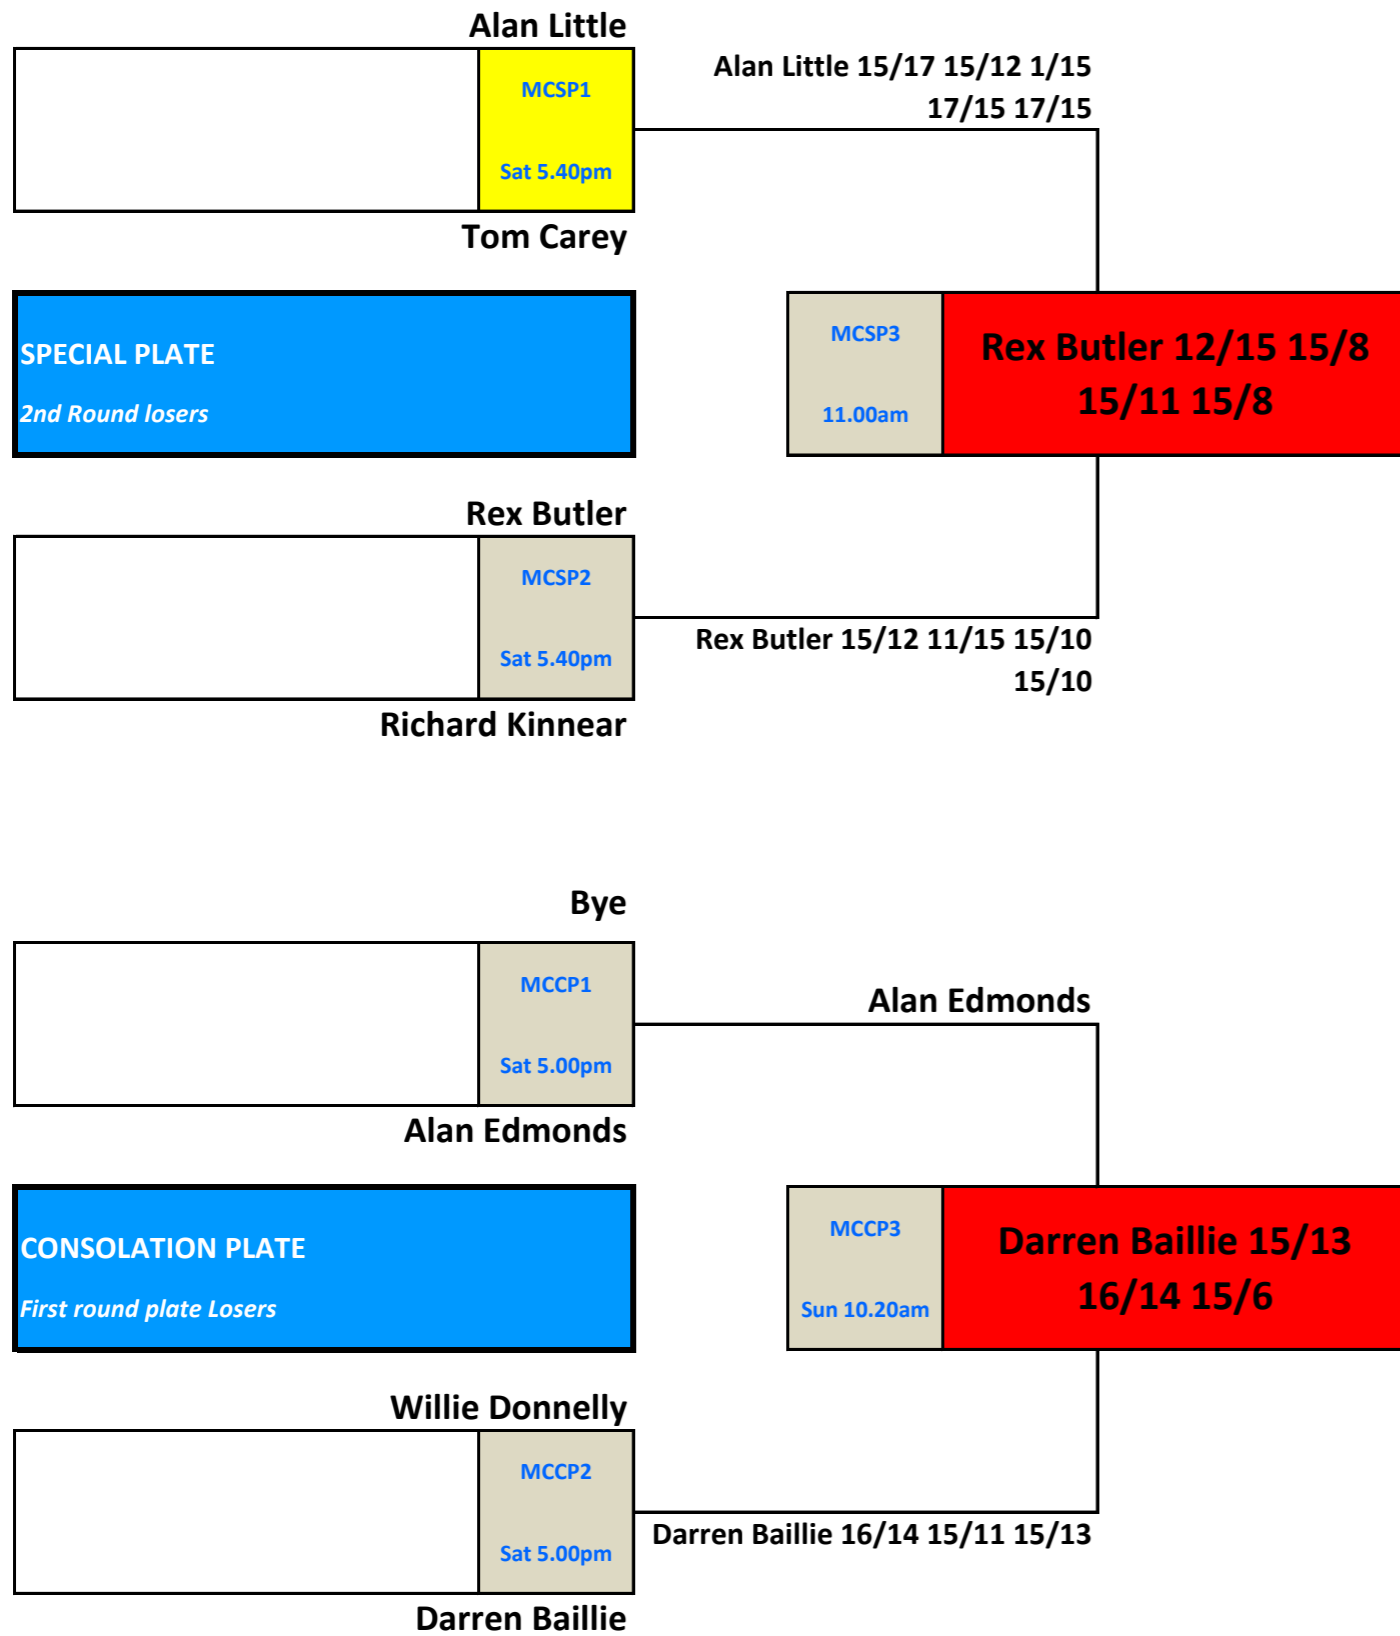 Alan Little
MCSP1
Sat 5.40pm
Tom Carey
Alan Little 15/17 15/12 1/15
17/15 17/15
SPECIAL PLATE
2nd Round losers
MCSP3
11.00am
Rex Butler 12/15 15/8
15/11 15/8
Rex Butler
MCSP2
Sat 5.40pm
Richard Kinnear
Rex Butler 15/12 11/15 15/10
15/10
Bye
MCCP1
Sat 5.00pm
Alan Edmonds
Alan Edmonds
CONSOLATION PLATE
First round plate Losers
MCCP3
Sun 10.20am
Darren Baillie 15/13
16/14 15/6
Willie Donnelly
MCCP2
Sat 5.00pm
Darren Baillie
Darren Baillie 16/14 15/11 15/13